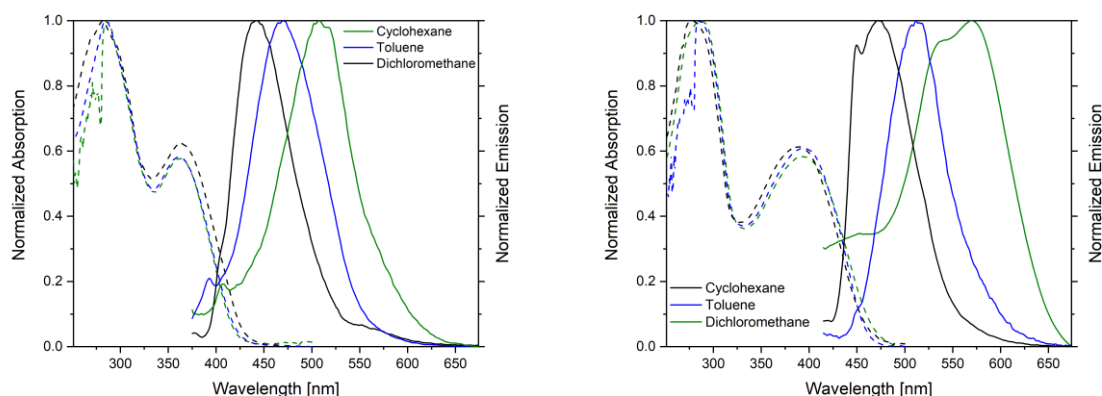 1.0
0.8
0.6
0.4
0.2
0.0
Normalized Absorption
Normalized Emission
Cyclohexane
Toluene
Dichloromethane
300 350 400 450 500 550 600 650
Wavelength [nm]
1.0
0.8
0.6
0.4
0.2
0.0
Normalized Absorption
Normalized Emission
Cyclohexane
Toluene
Dichloromethane
300 350 400 450 500 550 600 650
Wavelength [nm]